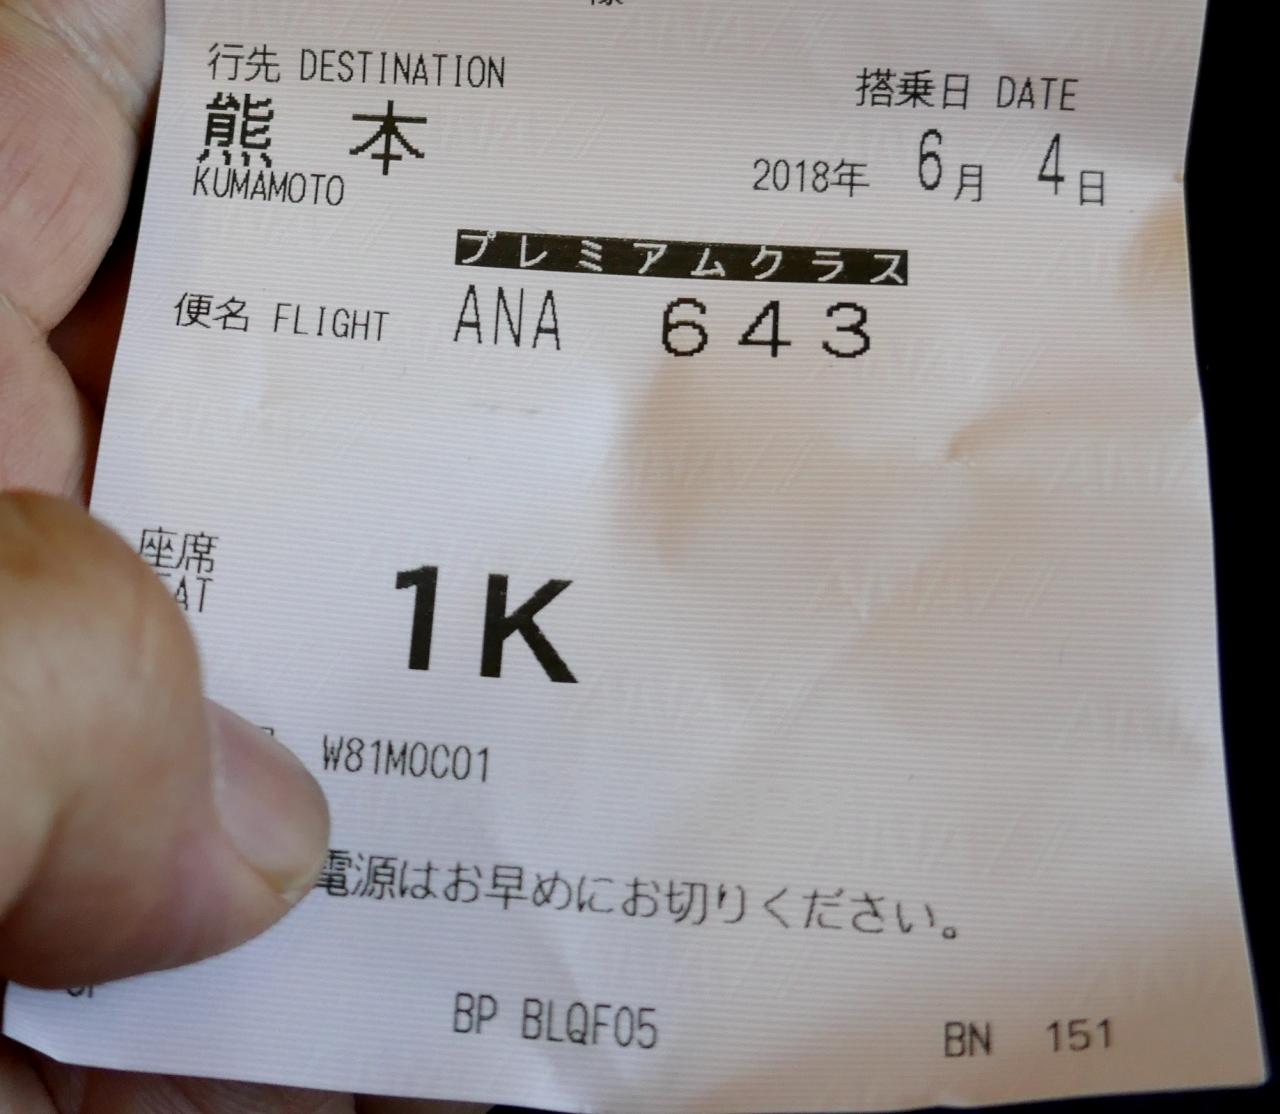 様
行先 DESTINATION
搭乗日 DATE
熊本
KUMAMOTO
2018年 6月 4日
プレミアムクラス
便名 FLIGHT ANA 643
座席
1K
W81M0C01
電源はお早めにお切りください。
BP BLQF05 BN 151